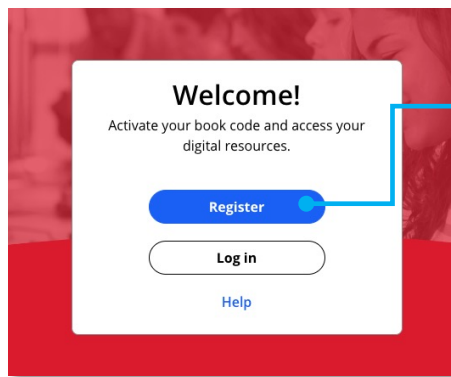 Welcome!
Activate your book code and access your
digital resources.
Register
Log in
Help